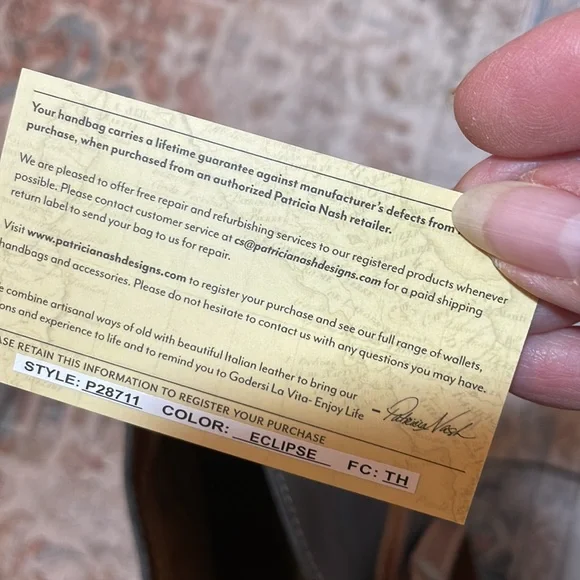 Your handbag carries a lifetime guarantee against manufacturer's defects from
purchase, when purchased from an authorized Patricia Nash retailer.
We are pleased to offer free repair and refurbishing services to our registered products whenever
possible. Please contact customer service at cs@patricianashdesigns.com for a paid shipping
return label to send your bag to us for repair.
Visit www.patricianashdesigns.com to register your purchase and see our full range of wallets,
handbags and accessories. Please do not hesitate to contact us with any questions you may have.
combine artisanal ways of old with beautiful Italian leather to bring our
ons and experience to life and to remind you to Godersi La Vita- Enjoy Life – Patricia Nash
ASE RETAIN THIS INFORMATION TO REGISTER YOUR PURCHASE
STYLE: P28711 COLOR: ECLIPSE FC: TH